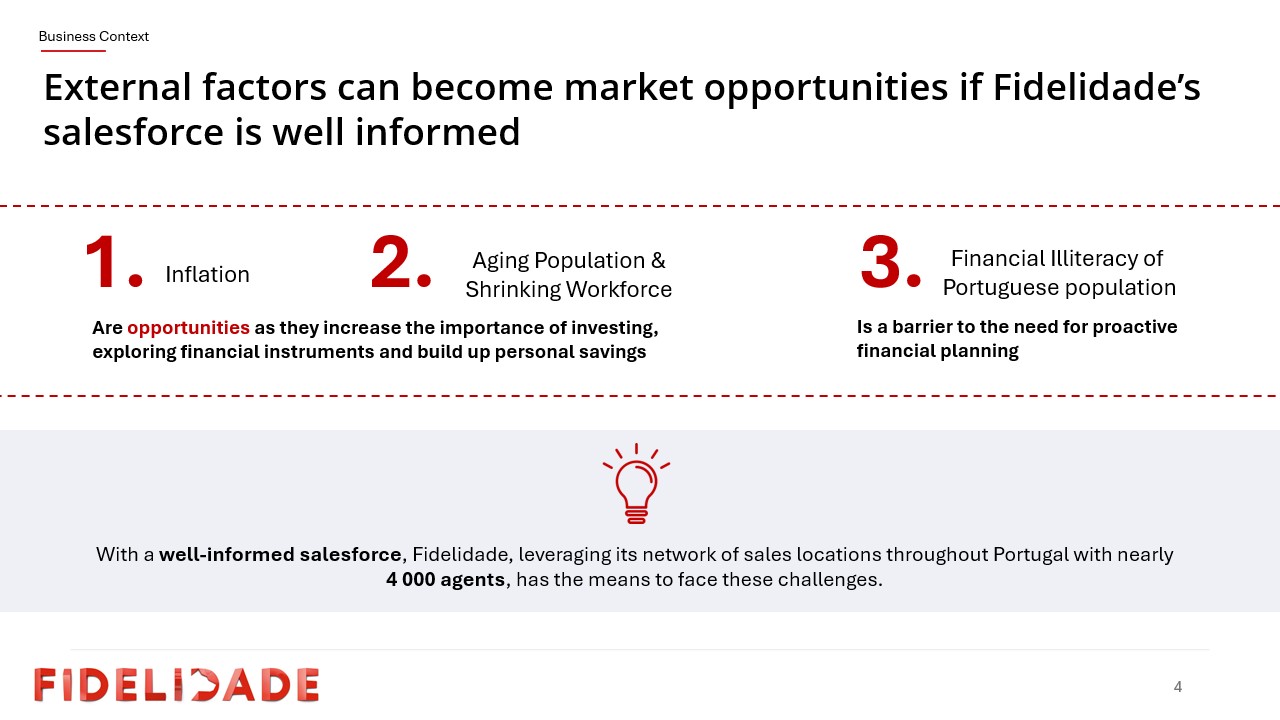 Business Context
External factors can become market opportunities if Fidelidade’s
salesforce is well informed
1. Inflation
2. Aging Population &
Shrinking Workforce
Are opportunities as they increase the importance of investing,
exploring financial instruments and build up personal savings
3. Financial Illiteracy of
Portuguese population
Is a barrier to the need for proactive
financial planning
With a well-informed salesforce, Fidelidade, leveraging its network of sales locations throughout Portugal with nearly
4 000 agents, has the means to face these challenges.
FIDELIDADE
4